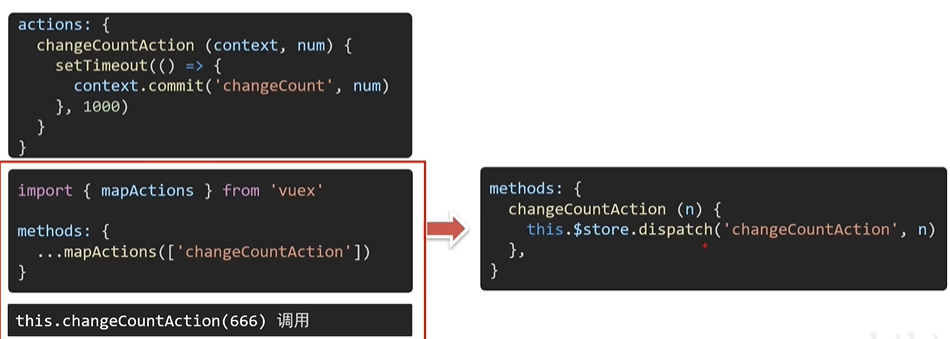 actions: {
  changeCountAction (context, num) {
    setTimeout(() => {
      context.commit('changeCount', num)
    }, 1000)
  }
}
import { mapActions } from 'vuex'
methods: {
  ...mapActions(['changeCountAction'])
}
this.changeCountAction(666) 调用
methods: {
  changeCountAction (n) {
    this.$store.dispatch('changeCountAction', n)
  },
}